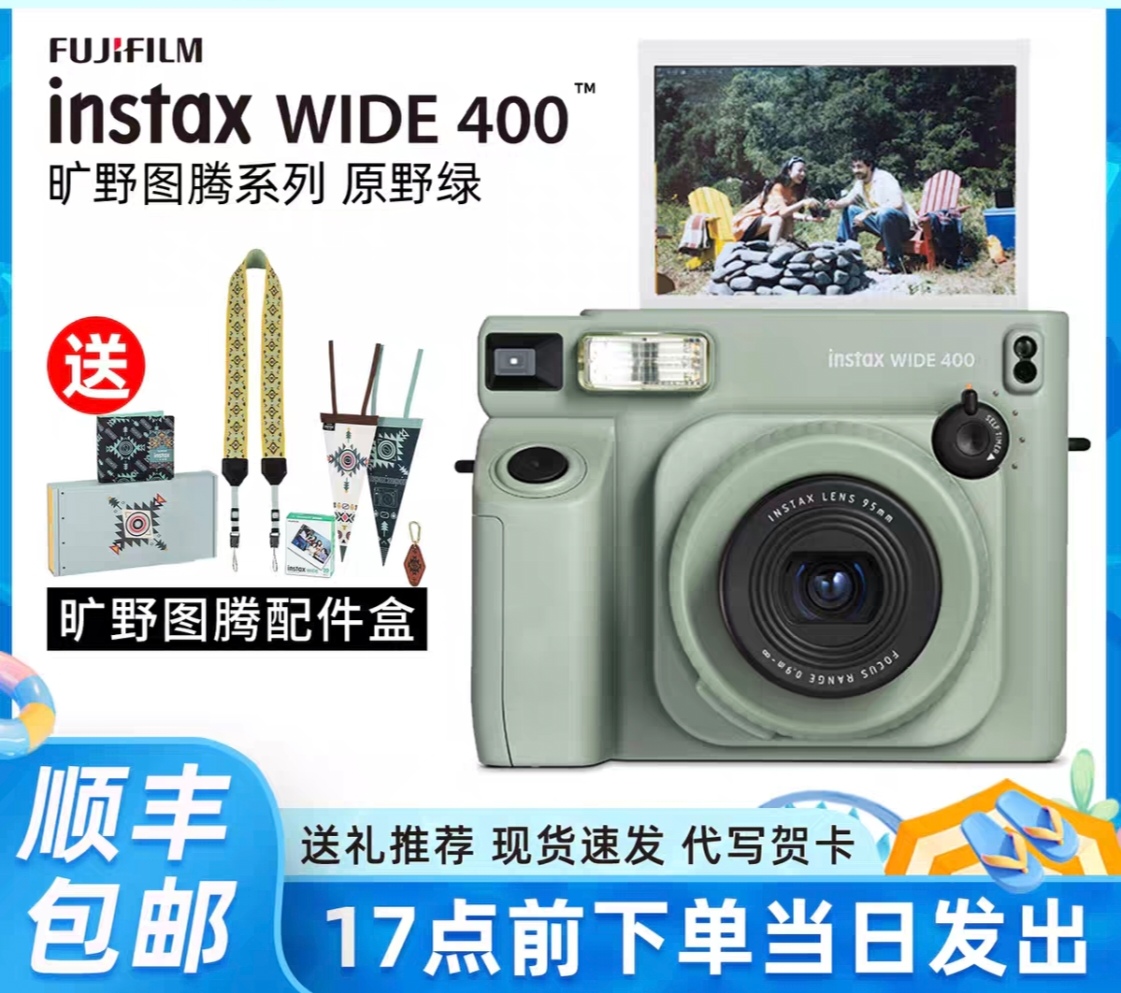 FUJIFILM
instax WIDE 400™
旷野图腾系列 原野绿
送
instax WIDE 400
SELF TIMER
INSTAX LENS 95mm
FOCUS RANGE 0.9m-∞
instax WIDE
旷野图腾配件盒
顺丰
包邮
送礼推荐 现货速发 代写贺卡
17点前下单当日发出